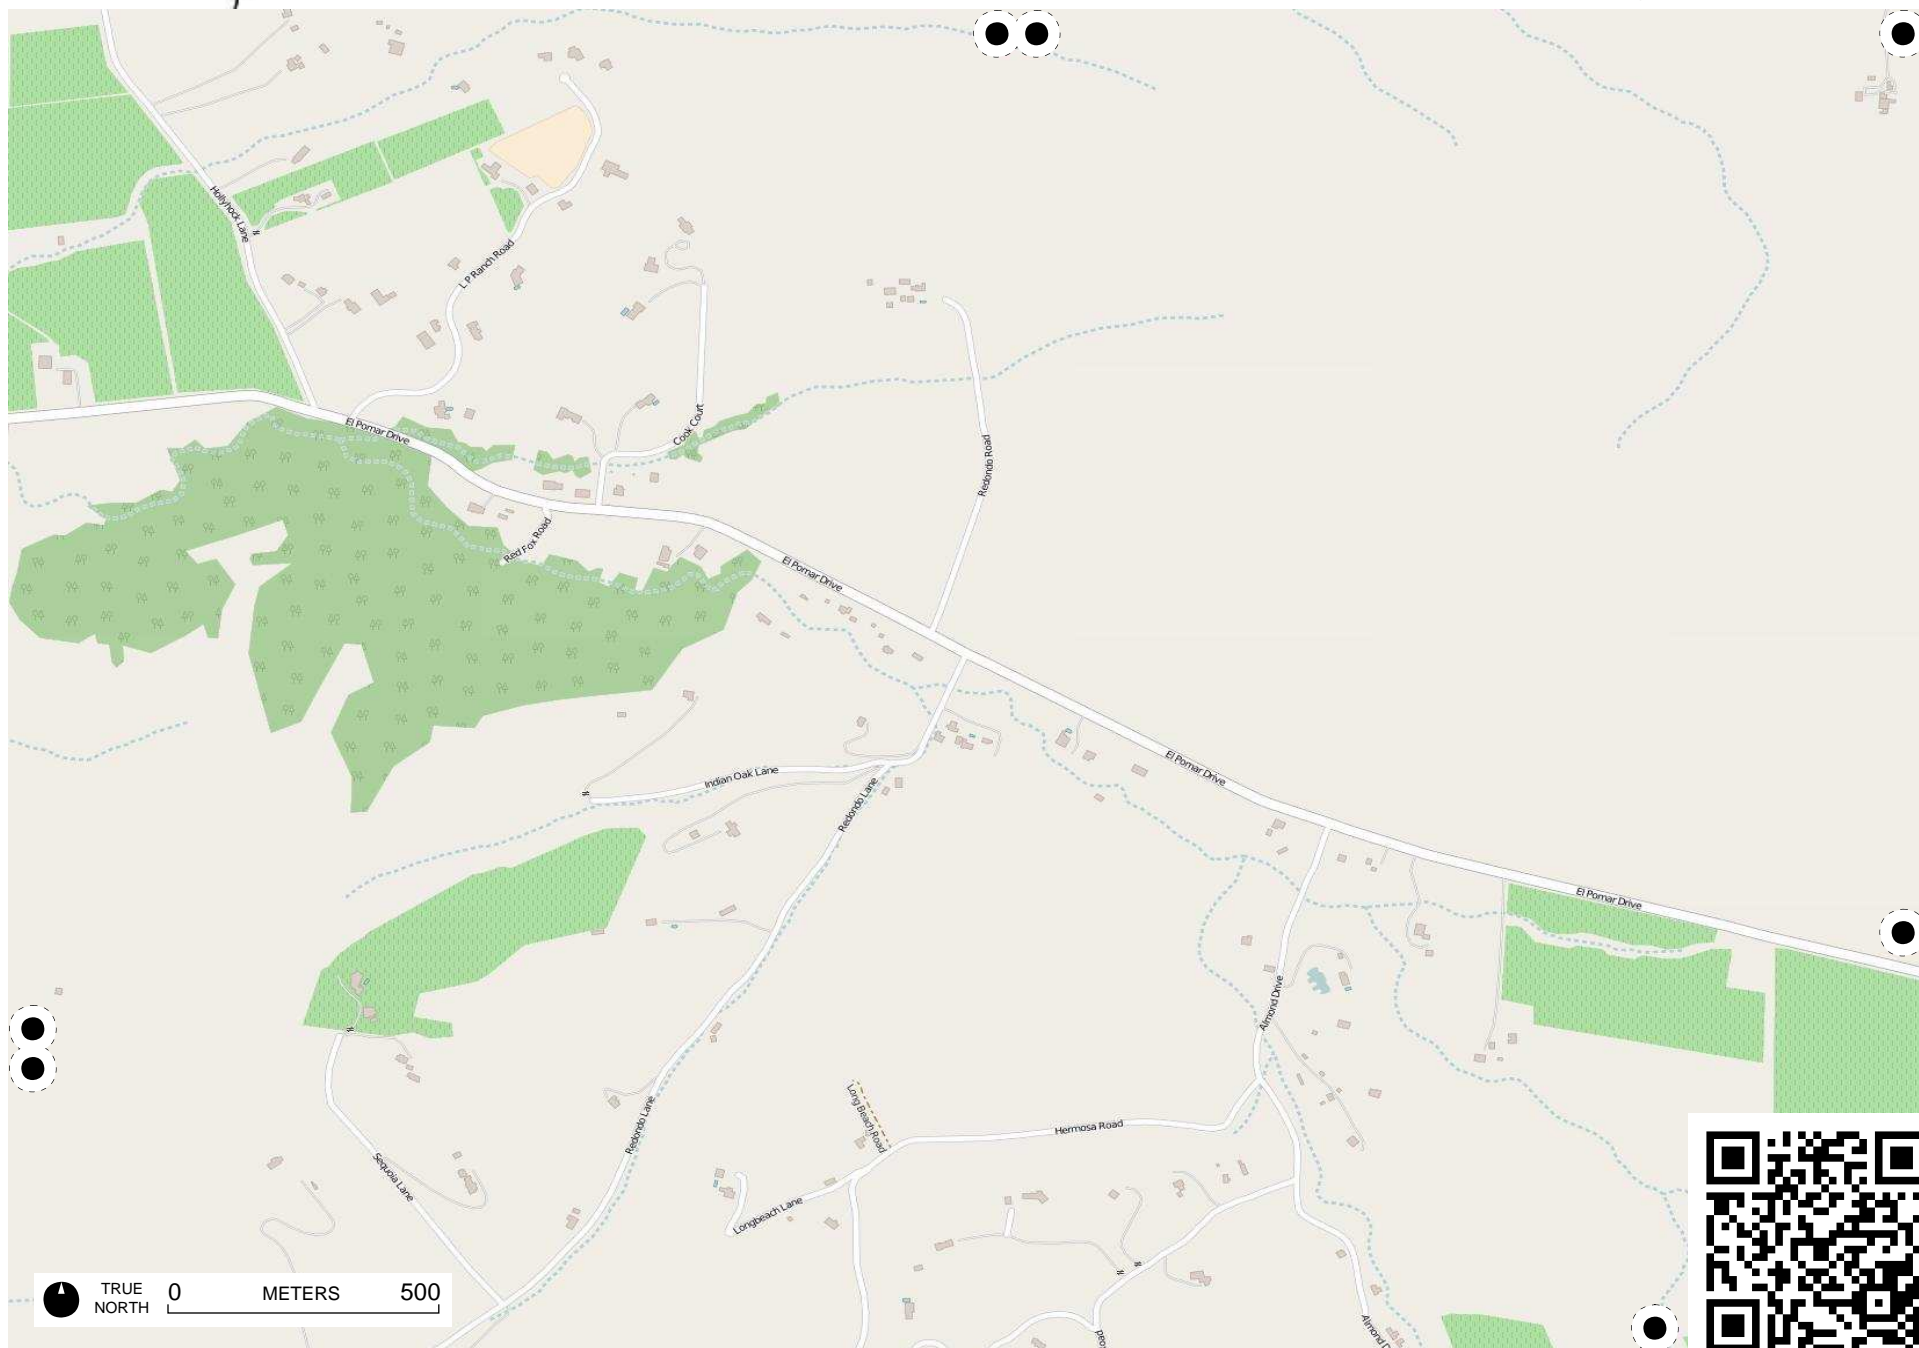 Hollyhock Lane
L P Ranch Road
El Pomar Drive
Cook Court
Redondo Road
Red Fox Road
El Pomar Drive
Indian Oak Lane
Redondo Lane
El Pomar Drive
El Pomar Drive
Almond Drive
Long Beach Road
Redondo Lane
Hermosa Road
Sequoia Lane
Longbeach Lane
TRUE
NORTH
0 METERS 500
Almond D